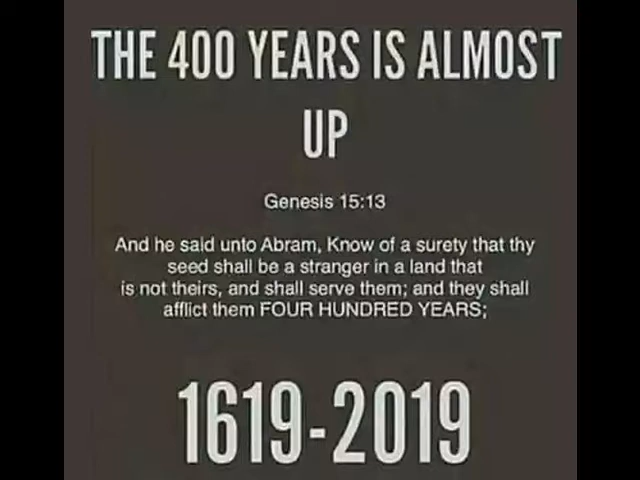 THE 400 YEARS IS ALMOST
UP
Genesis 15:13
And he said unto Abram, Know of a surety that thy
seed shall be a stranger in a land that
is not theirs, and shall serve them; and they shall
afflict them FOUR HUNDRED YEARS;
1619-2019